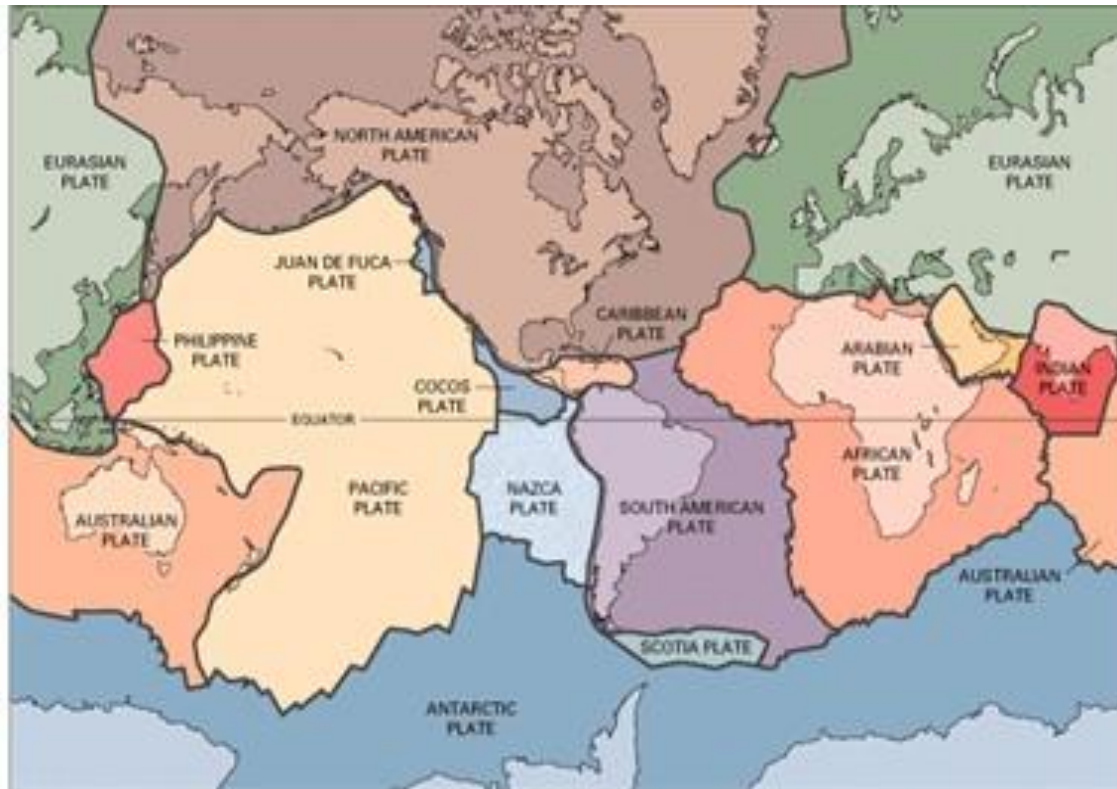 NORTH AMERICAN
PLATE
EURASIAN
PLATE
EURASIAN
PLATE
JUAN DE FUCA
PLATE
CARIBBEAN
PLATE
PHILIPPINE
PLATE
ARABIAN
PLATE
INDIAN
PLATE
COCOS
PLATE
EQUATOR
PACIFIC
PLATE
NAZCA
PLATE
SOUTH AMERICAN
PLATE
AFRICAN
PLATE
AUSTRALIAN
PLATE
AUSTRALIAN
PLATE
SCOTIA PLATE
ANTARCTIC
PLATE